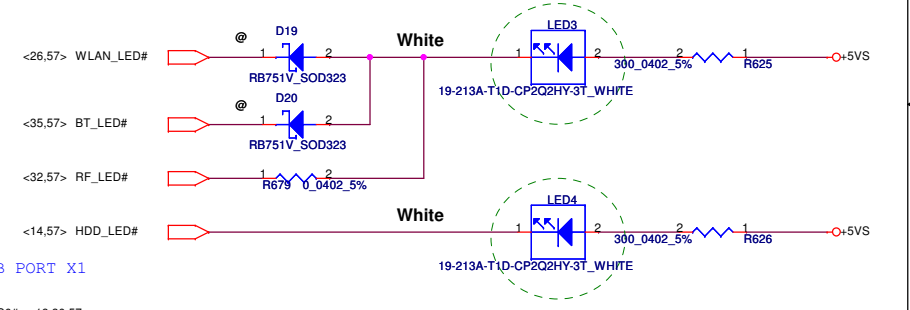 D19 LED3
@ White
<26,57> WLAN_LED# 1 2 1 2 2 1 +5VS
RB751V_SOD323 300_0402_5% R625
19-213A-T1D-CP2Q2HY-3T_WHITE
D20
@
<35,57> BT_LED# 1 2
RB751V_SOD323
<32,57> RF_LED# 1 2
R679 0_0402_5%
LED4
White
<14,57> HDD_LED# 1 2 2 1 +5VS
300_0402_5% R626
19-213A-T1D-CP2Q2HY-3T_WHITE
PORT X1